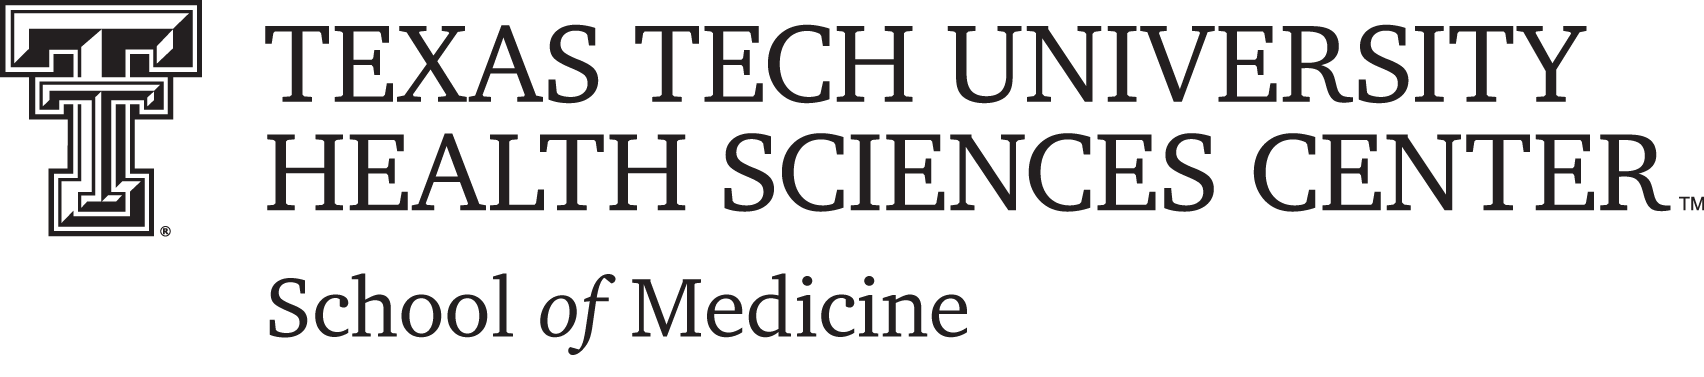 TEXAS TECH UNIVERSITY
HEALTH SCIENCES CENTER™
School of Medicine
®